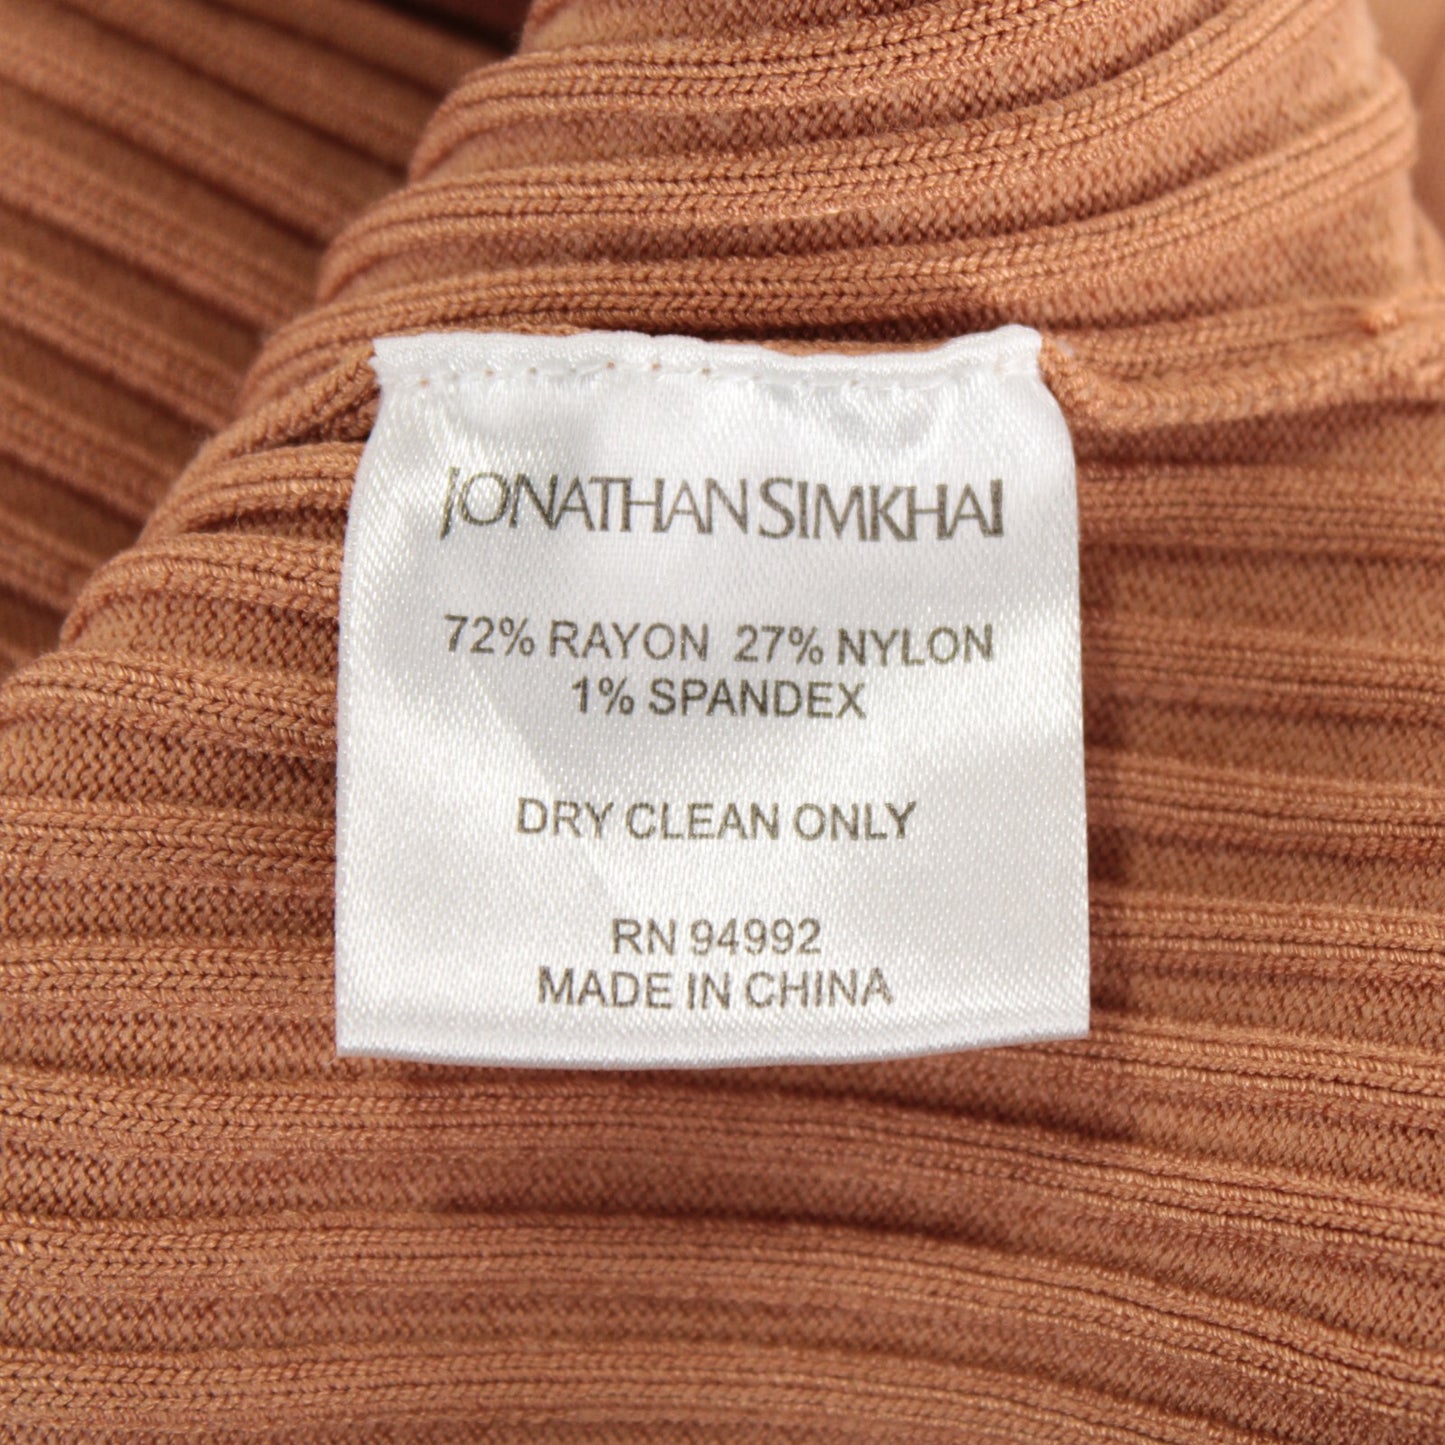 JONATHAN SIMKHAI
72% RAYON 27% NYLON
1% SPANDEX
DRY CLEAN ONLY
RN 94992
MADE IN CHINA